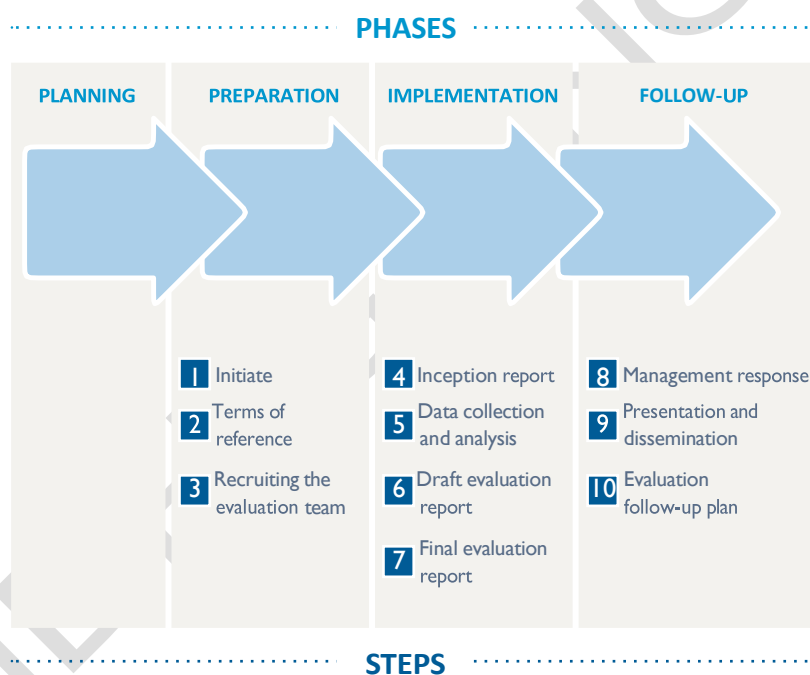 PHASES
PLANNING
PREPARATION
IMPLEMENTATION
FOLLOW-UP
1 Initiate
2 Terms of
reference
3 Recruiting the
evaluation team
4 Inception report
5 Data collection
and analysis
6 Draft evaluation
report
7 Final evaluation
report
8 Management response
9 Presentation and
dissemination
10 Evaluation
follow-up plan
STEPS